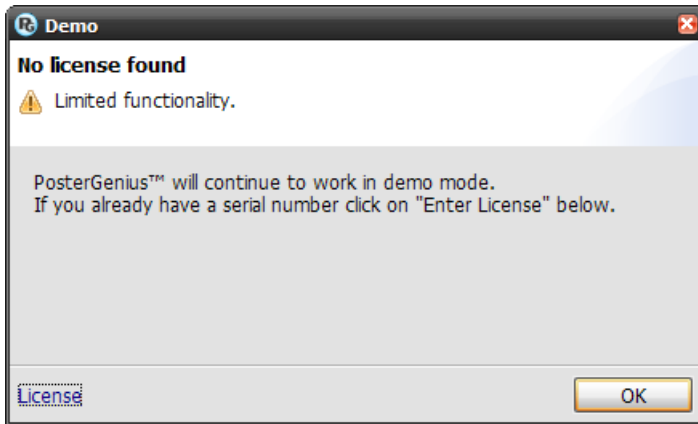 Demo
No license found
Limited functionality.
PosterGenius™ will continue to work in demo mode.
If you already have a serial number click on "Enter License" below.
License
OK